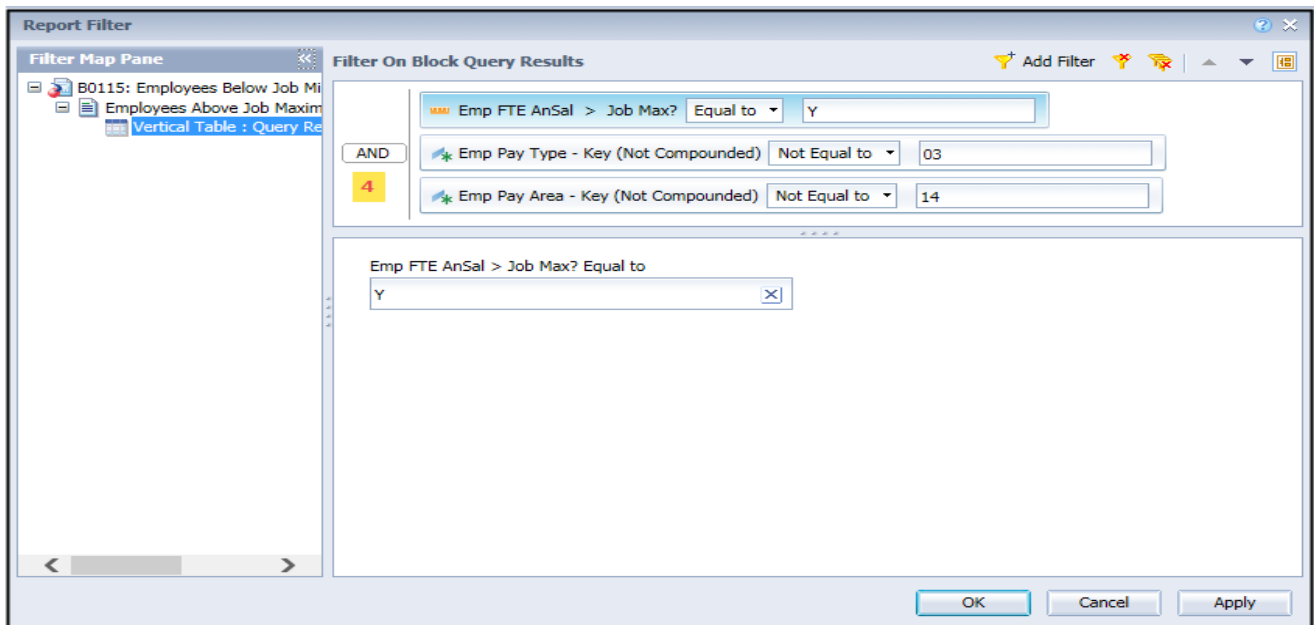 Report Filter
Filter Map Pane
B0115: Employees Below Job Mi
Employees Above Job Maxim
Vertical Table : Query Re
Filter On Block Query Results
Add Filter
AND
4
Emp FTE AnSal > Job Max? Equal to Y
Emp Pay Type - Key (Not Compounded) Not Equal to 03
Emp Pay Area - Key (Not Compounded) Not Equal to 14
Emp FTE AnSal > Job Max? Equal to
Y
OK Cancel Apply